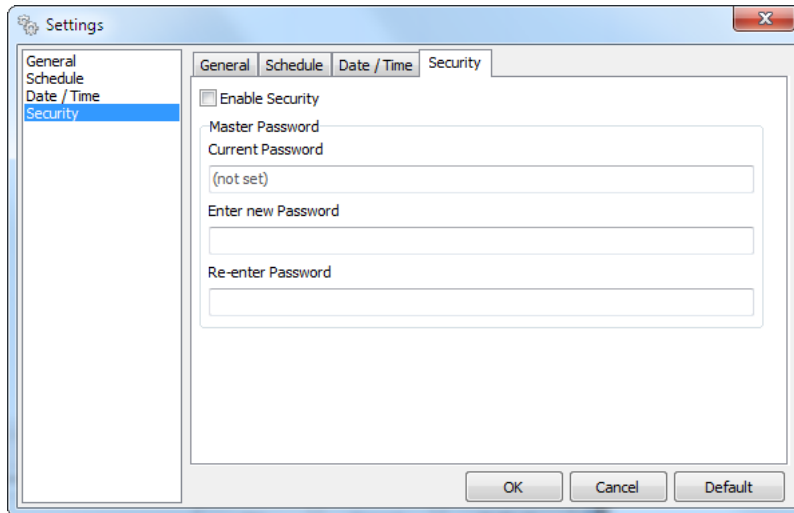 Settings
General
Schedule
Date / Time
Security
General Schedule Date / Time Security
Enable Security
Master Password
Current Password
(not set)
Enter new Password
Re-enter Password
OK Cancel Default